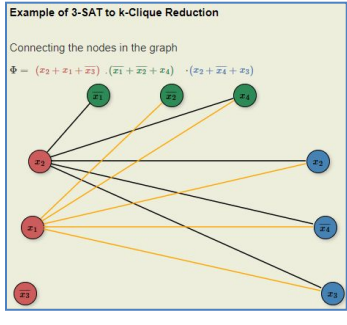 Example of 3-SAT to k-Clique Reduction
Connecting the nodes in the graph
Φ = (x₂ + x₁ + x̅₃) .(x̅₁ + x̅₂ + x₄) ·(x₂ + x̅₄ + x₃)
x̅₁ x̅₂ x₄
x₂ x₂
x₁ x̅₄
x̅₃ x₃